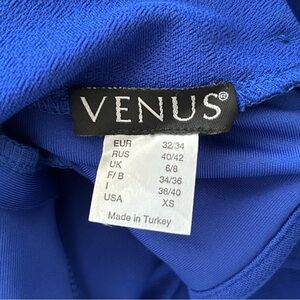 VENUS®
EUR 32/34
RUS 40/42
UK 6/8
F/B 34/36
I 38/40
USA XS
Made in Turkey